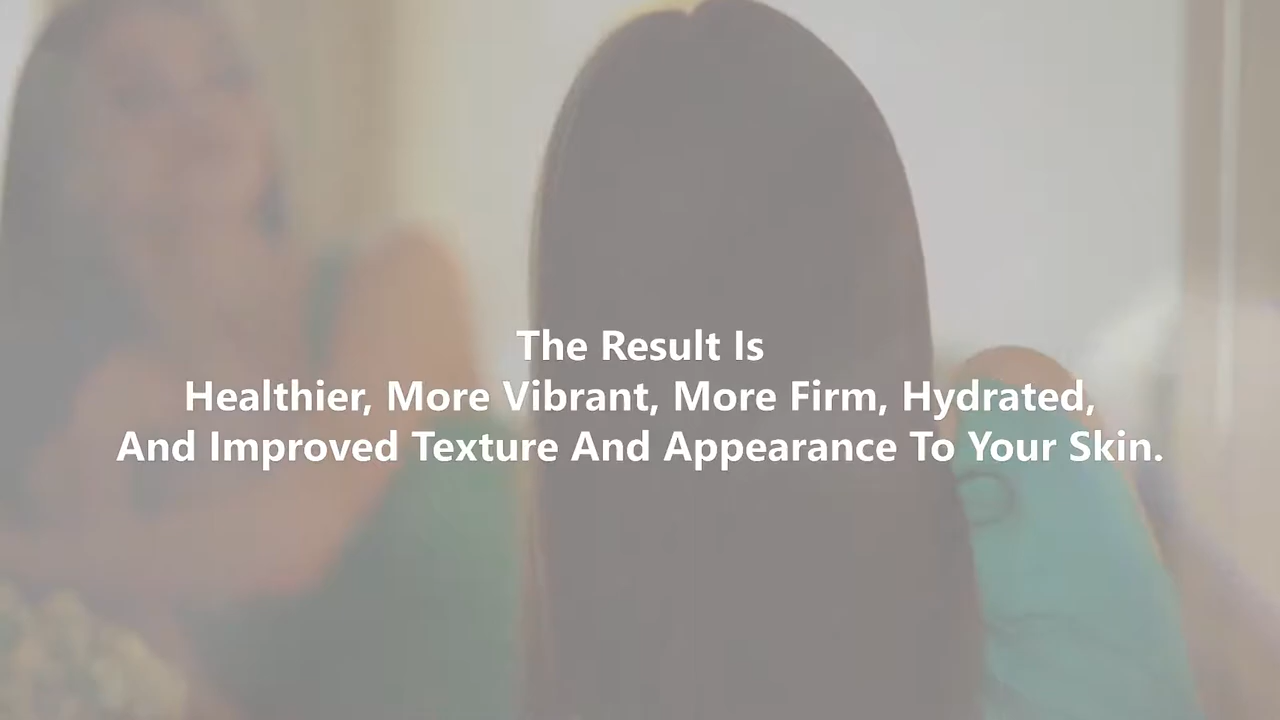 The Result Is
Healthier, More Vibrant, More Firm, Hydrated,
And Improved Texture And Appearance To Your Skin.